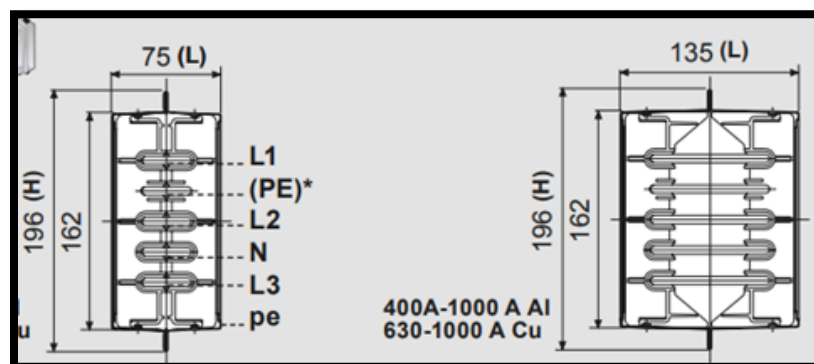 75 (L)
135 (L)
L1
(PE)*
L2
N
L3
pe
196 (H)
162
196 (H)
162
400A-1000 A Al
630-1000 A Cu
u